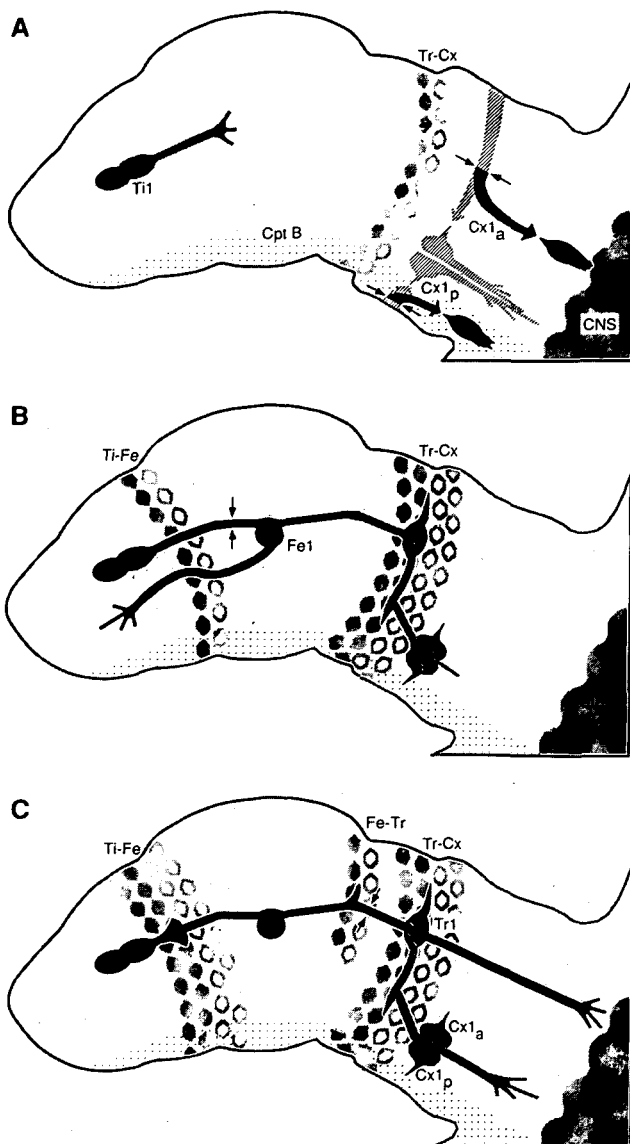 A
Tr-Cx
Ti1
Cx1a
Cpt B
Cx1p
CNS
B
Ti-Fe
Tr-Cx
Fe1
C
Fe-Tr
Ti-Fe
Tr-Cx
Tr1
Cx1a
Cx1p